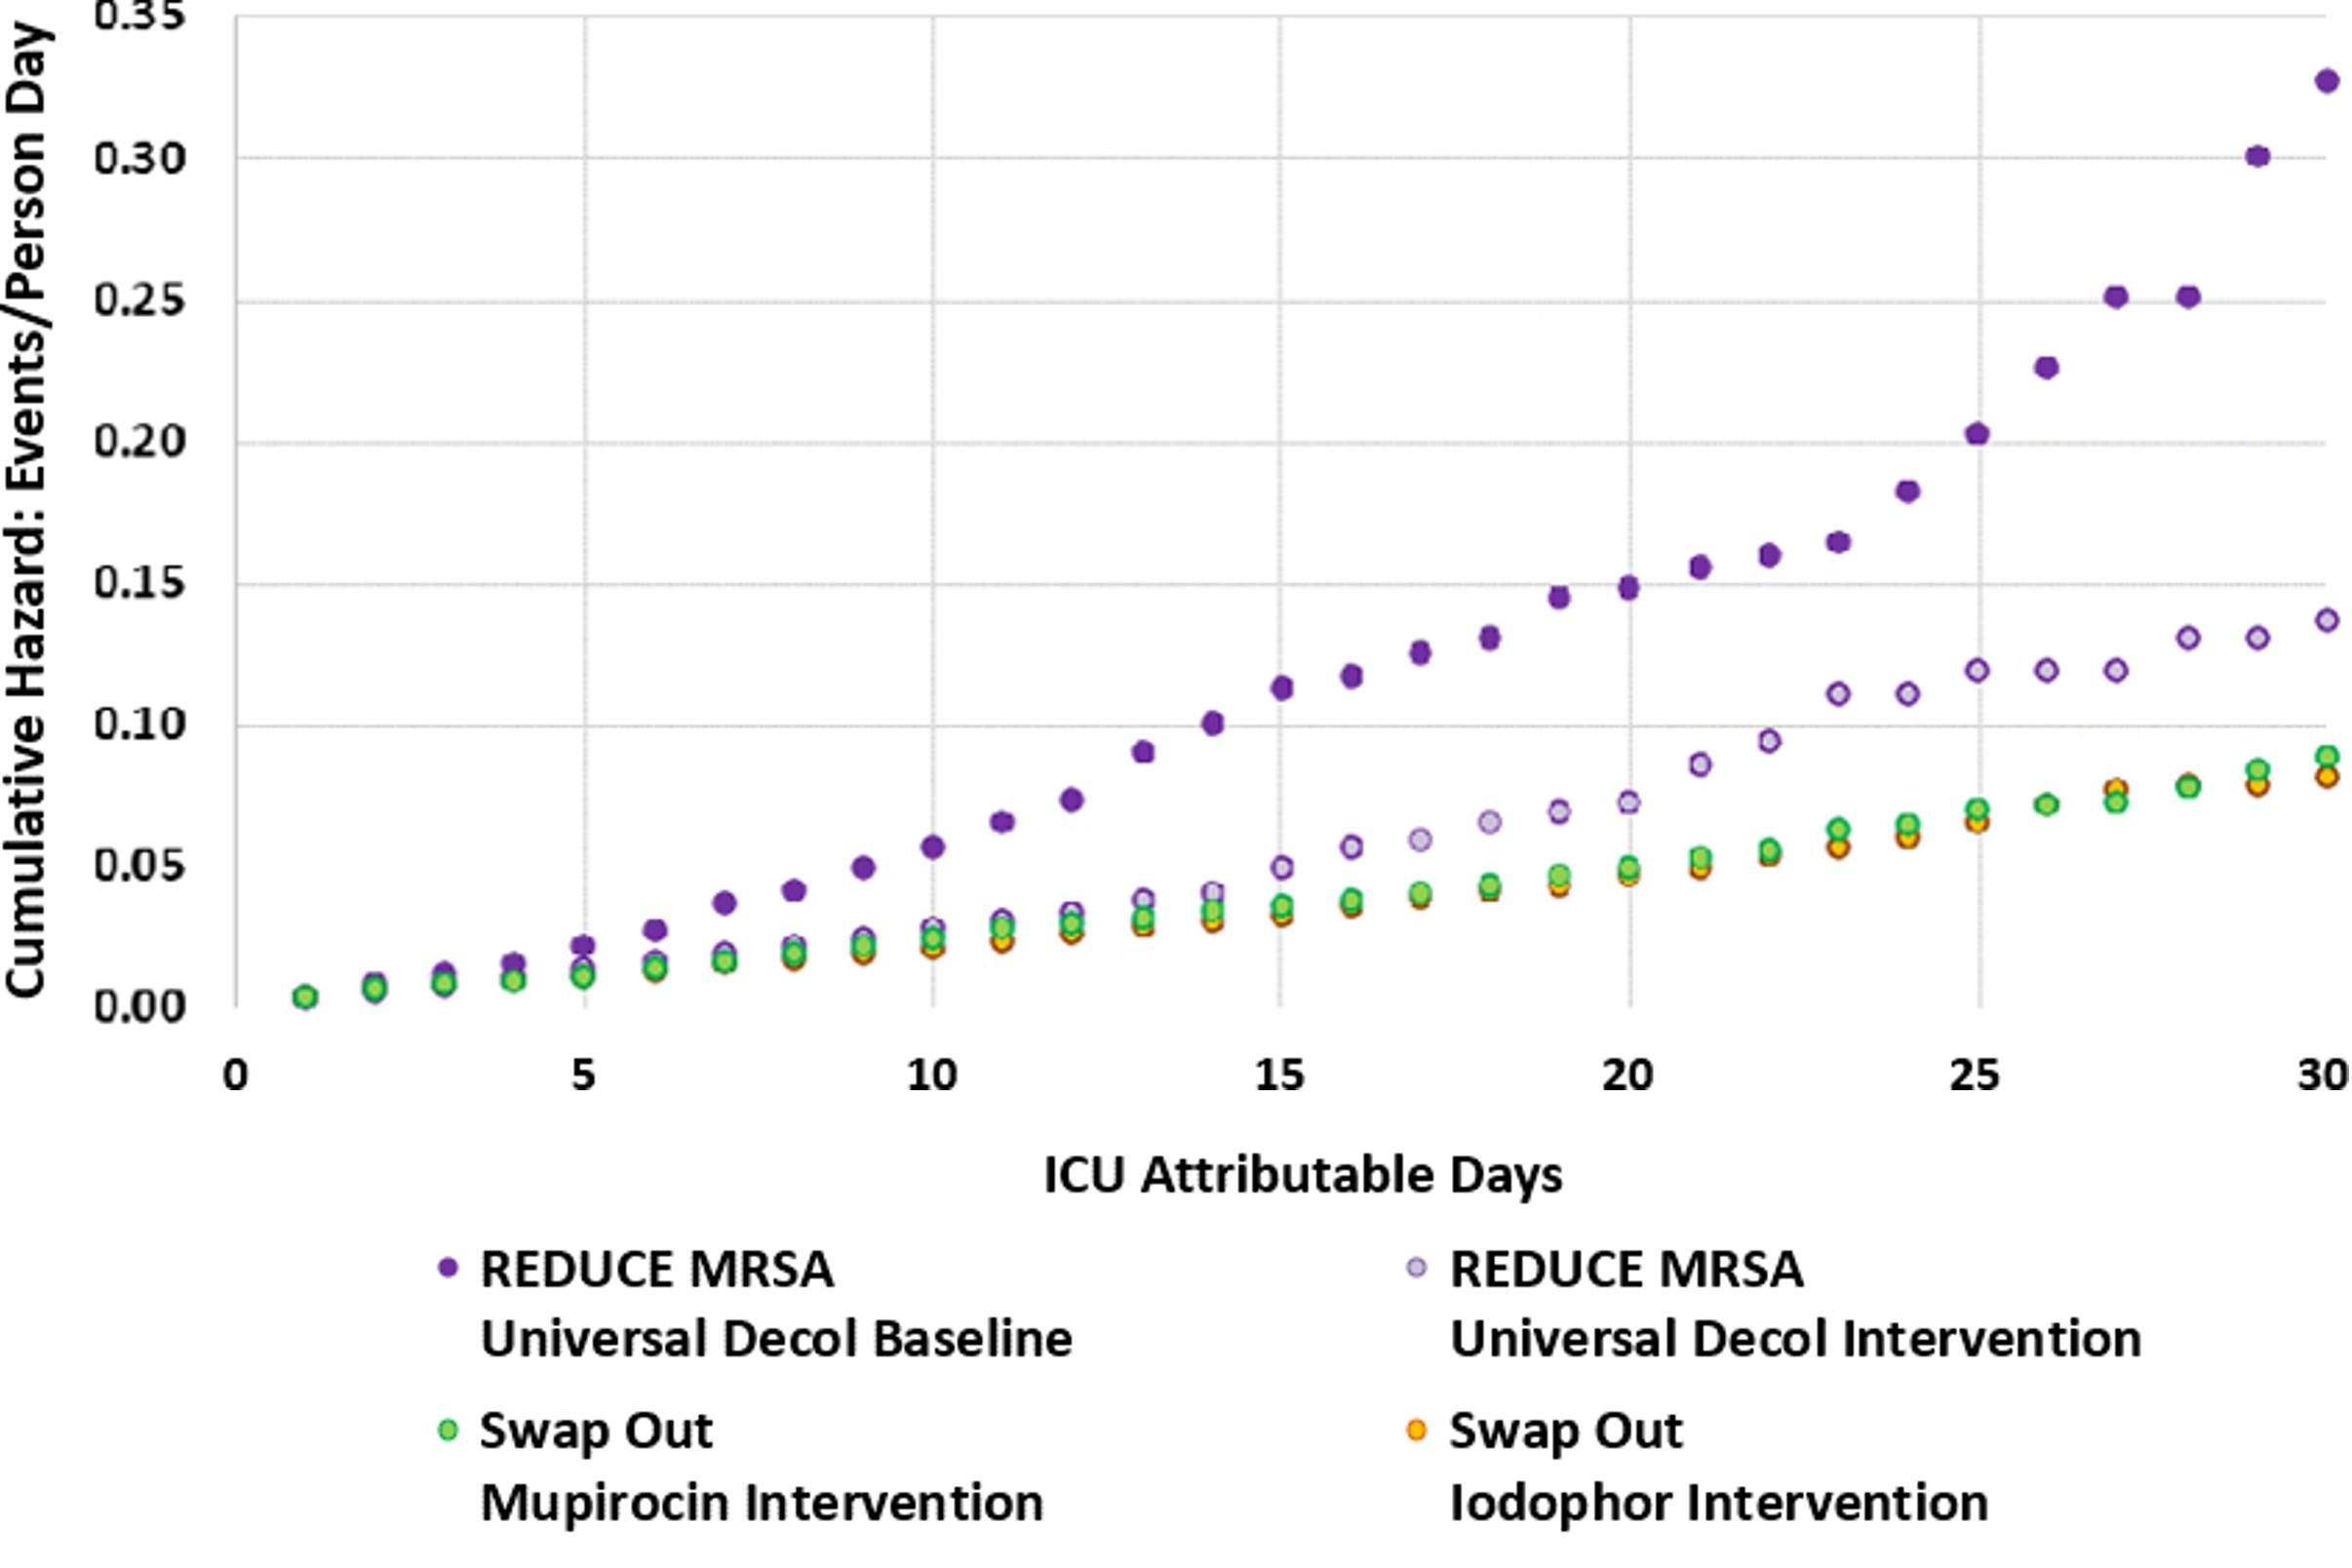 Cumulative Hazard: Events/Person Day
0.35
0.30
0.25
0.20
0.15
0.10
0.05
0.00
0 5 10 15 20 25 30
ICU Attributable Days
REDUCE MRSA
Universal Decol Baseline
REDUCE MRSA
Universal Decol Intervention
Swap Out
Mupirocin Intervention
Swap Out
Iodophor Intervention